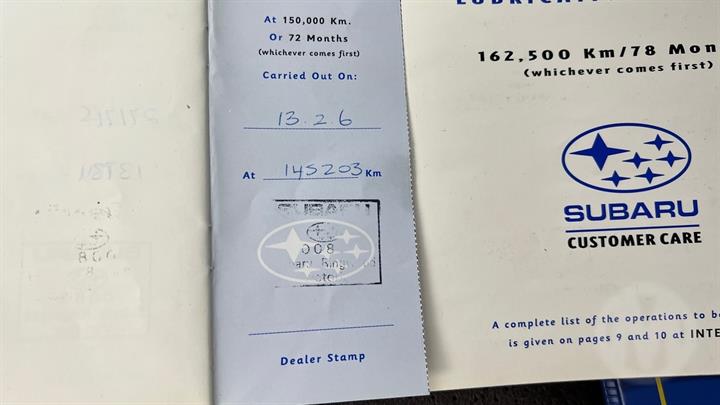 At 150,000 Km.
Or 72 Months
(whichever comes first)
Carried Out On:
13.2.6
At 145203 Km
SUBARU
008
Dealer Stamp
162,500 Km/78 Mon
(whichever comes first)
SUBARU
CUSTOMER CARE
A complete list of the operations to be
is given on pages 9 and 10 at INTE